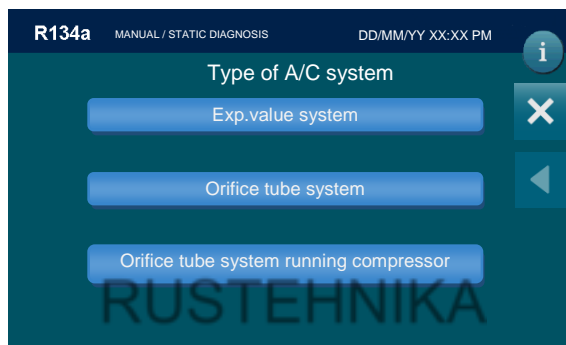 R134a MANUAL / STATIC DIAGNOSIS DD/MM/YY XX:XX PM
i
Type of A/C system
Exp.value system
Orifice tube system
Orifice tube system running compressor
RUSTEHNIKA